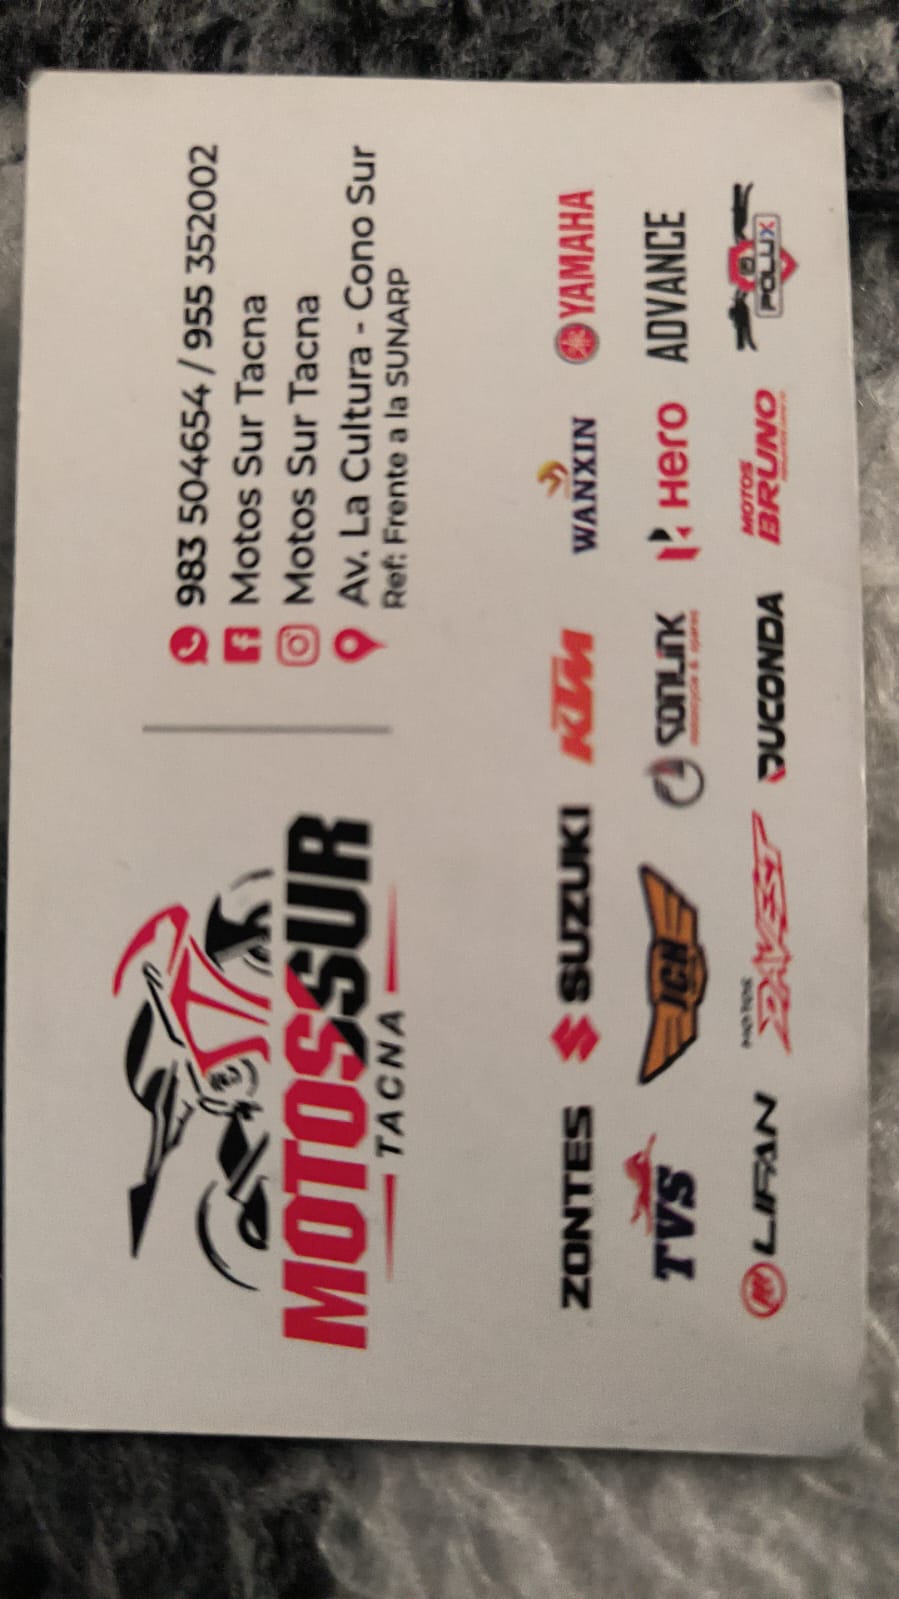 MOTOSSUR
TACNA
983 504654 / 955 352002
Motos Sur Tacna
Motos Sur Tacna
Av. La Cultura - Cono Sur
Ref: Frente a la SUNARP
ZONTES
SUZUKI
KTM
WANXIN
YAMAHA
TVS
JCH
SONLINK
motorcycle & spares
Hero
ADVANCE
LIFAN
MOTOS
DAVEST
DUCONDA
MOTOS
BRUNO
POLUX